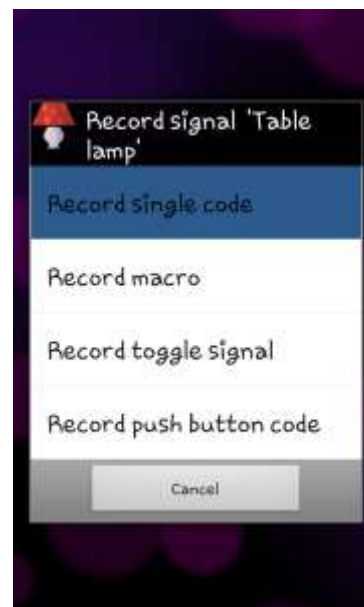 Record signal 'Table
lamp'
Record single code
Record macro
Record toggle signal
Record push button code
Cancel